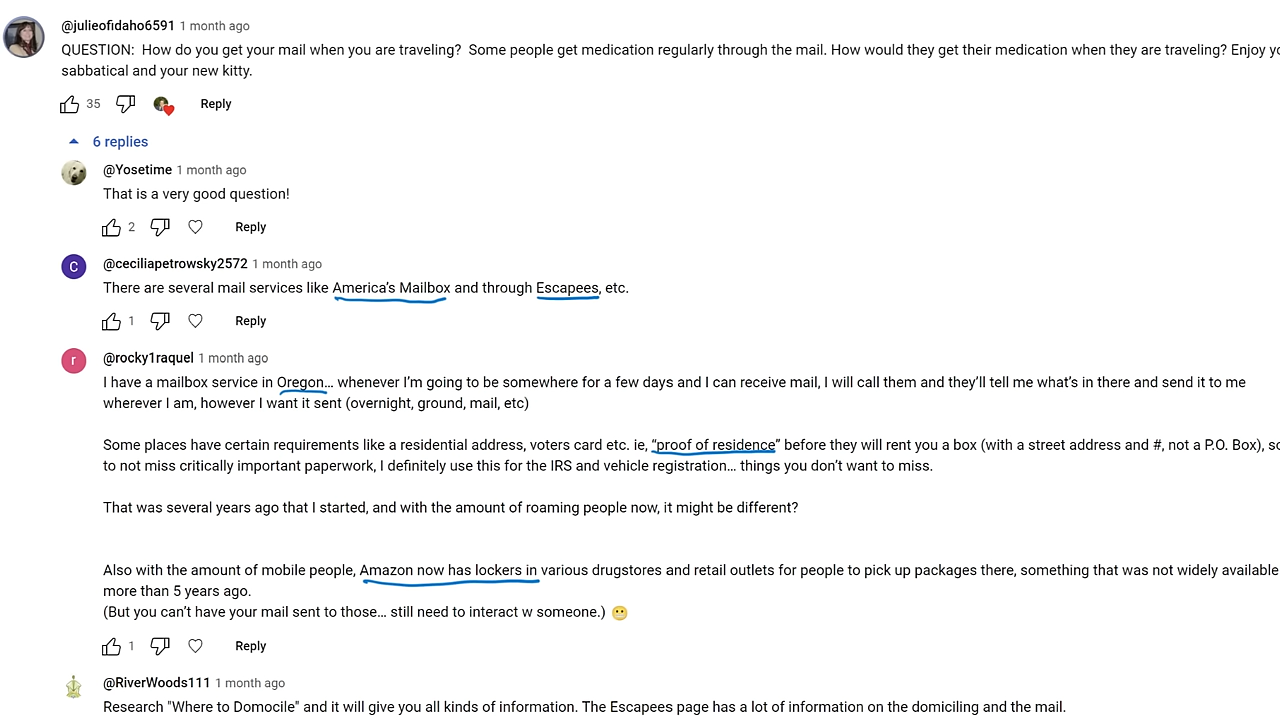 @julieofidaho6591 1 month ago
QUESTION:  How do you get your mail when you are traveling?  Some people get medication regularly through the mail. How would they get their medication when they are traveling? Enjoy
sabbatical and your new kitty.
35 Reply
6 replies
@Yosetime 1 month ago
That is a very good question!
2 Reply
C
@ceciliapetrowsky2572 1 month ago
There are several mail services like America's Mailbox and through Escapees, etc.
1 Reply
r
@rocky1raquel 1 month ago
I have a mailbox service in Oregon… whenever I'm going to be somewhere for a few days and I can receive mail, I will call them and they'll tell me what's in there and send it to me
wherever I am, however I want it sent (overnight, ground, mail, etc)
Some places have certain requirements like a residential address, voters card etc. ie, “proof of residence” before they will rent you a box (with a street address and #, not a P.O. Box),
to not miss critically important paperwork, I definitely use this for the IRS and vehicle registration… things you don't want to miss.
That was several years ago that I started, and with the amount of roaming people now, it might be different?
Also with the amount of mobile people, Amazon now has lockers in various drugstores and retail outlets for people to pick up packages there, something that was not widely available
more than 5 years ago.
(But you can't have your mail sent to those… still need to interact w someone.) 😬
1 Reply
@RiverWoods111 1 month ago
Research "Where to Domocile" and it will give you all kinds of information. The Escapees page has a lot of information on the domiciling and the mail.